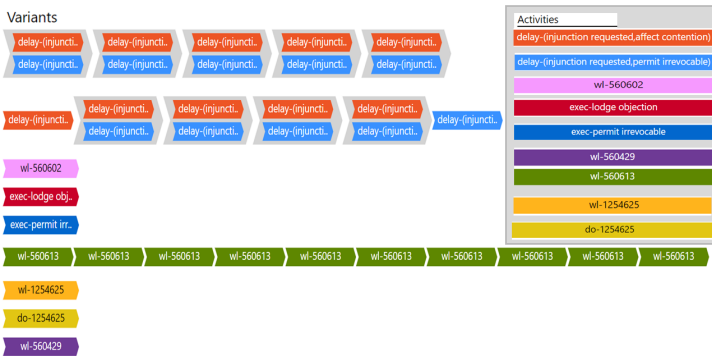 Variants
delay-(injuncti.. delay-(injuncti.. delay-(injuncti.. delay-(injuncti.. delay-(injuncti..
delay-(injuncti.. delay-(injuncti.. delay-(injuncti.. delay-(injuncti.. delay-(injuncti..
delay-(injuncti.. delay-(injuncti.. delay-(injuncti.. delay-(injuncti..
delay-(injuncti.. delay-(injuncti..
delay-(injuncti.. delay-(injuncti.. delay-(injuncti.. delay-(injuncti..
wl-560602
exec-lodge obj..
exec-permit irr..
wl-560613 wl-560613 wl-560613 wl-560613 wl-560613 wl-560613 wl-560613 wl-560613 wl-560613 wl-560613
wl-1254625
do-1254625
wl-560429
Activities
delay-(injunction requested,affect contention)
delay-(injunction requested,permit irrevocable)
wl-560602
exec-lodge objection
exec-permit irrevocable
wl-560429
wl-560613
wl-1254625
do-1254625